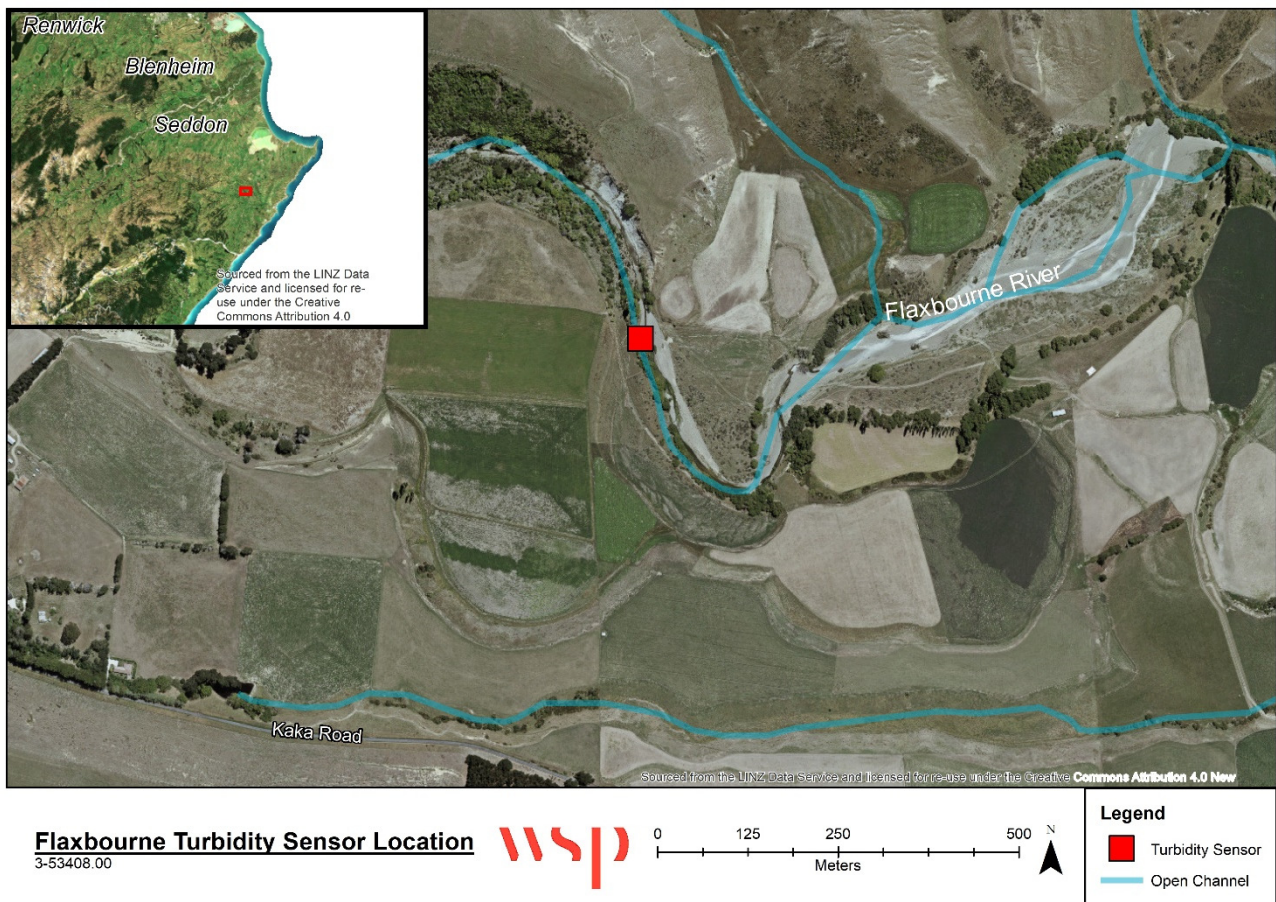 Renwick
Blenheim
Seddon
Sourced from the LINZ Data
Service and licensed for re-
use under the Creative
Commons Attribution 4.0
Flaxbourne River
Kaka Road
Sourced from the LINZ Data Service and licensed for re-use under the Creative Commons Attribution 4.0 New
Flaxbourne Turbidity Sensor Location
3-53408.00
wsp
0 125 250 500
Meters
N
Legend
Turbidity Sensor
Open Channel